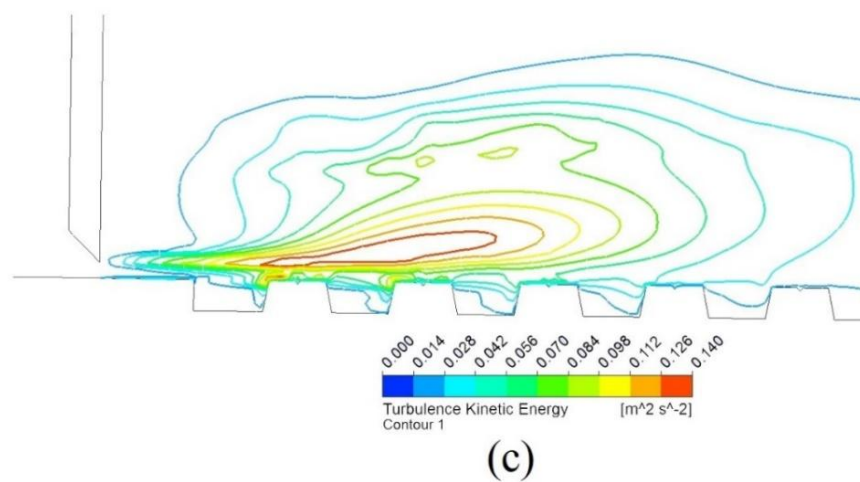 0.000 0.014 0.028 0.042 0.056 0.070 0.084 0.098 0.112 0.126 0.140
Turbulence Kinetic Energy [m^2 s^-2]
Contour 1
(c)